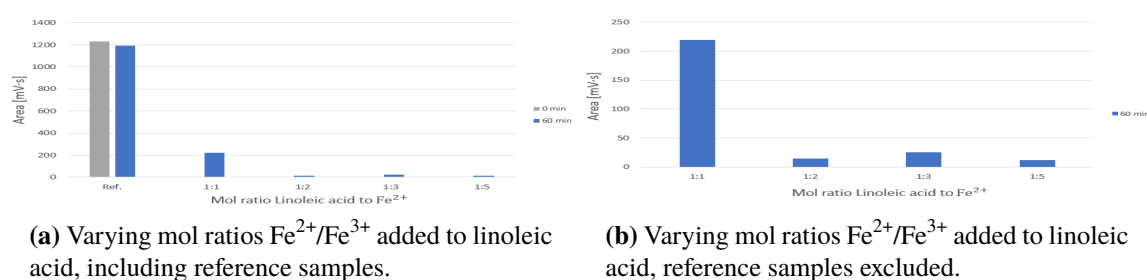 1400
1200
1000
800
600
400
200
0
Area [mV·s]
Ref. 1:1 1:2 1:3 1:5
Mol ratio Linoleic acid to Fe²⁺
0 min
60 min
(a) Varying mol ratios Fe²⁺/Fe³⁺ added to linoleic
acid, including reference samples.
250
200
150
100
50
0
Area [mV·s]
1:1 1:2 1:3 1:5
Mol ratio Linoleic acid to Fe²⁺
60 min
(b) Varying mol ratios Fe²⁺/Fe³⁺ added to linoleic
acid, reference samples excluded.